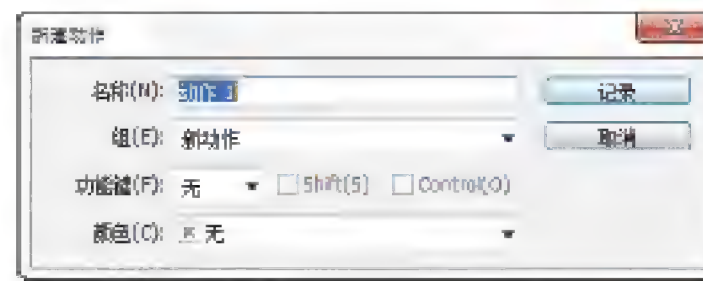 新建动作
名称(N): 动作 1 记录
组(E): 新动作 取消
功能键(F): 无 Shift(S) Control(O)
颜色(C): 无